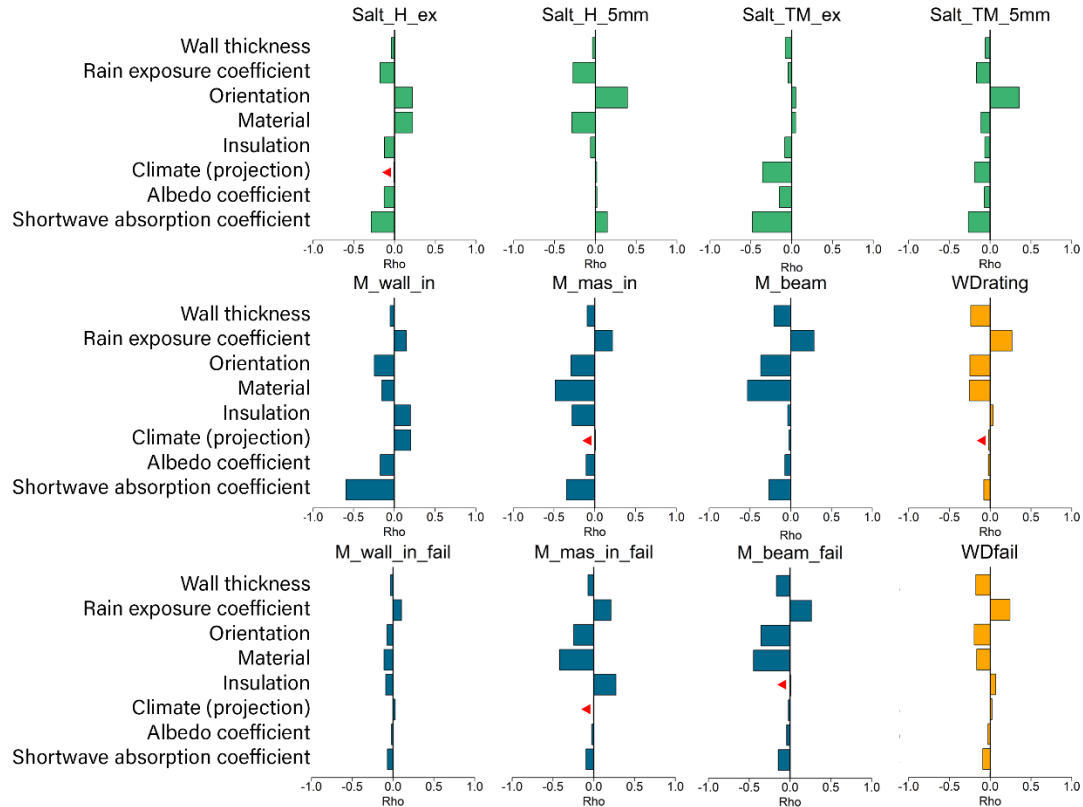 Salt_H_ex Salt_H_5mm Salt_TM_ex Salt_TM_5mm
Wall thickness
Rain exposure coefficient
Orientation
Material
Insulation
Climate (projection)
Albedo coefficient
Shortwave absorption coefficient
-1.0 -0.5 0.0 0.5 1.0 -1.0 -0.5 0.0 0.5 1.0 -1.0 -0.5 0.0 0.5 1.0 -1.0 -0.5 0.0 0.5 1.0
Rho Rho Rho Rho
M_wall_in M_mas_in M_beam WDrating
Wall thickness
Rain exposure coefficient
Orientation
Material
Insulation
Climate (projection)
Albedo coefficient
Shortwave absorption coefficient
-1.0 -0.5 0.0 0.5 1.0 -1.0 -0.5 0.0 0.5 1.0 -1.0 -0.5 0.0 0.5 1.0 -1.0 -0.5 0.0 0.5 1.0
Rho Rho Rho Rho
M_wall_in_fail M_mas_in_fail M_beam_fail WDfail
Wall thickness
Rain exposure coefficient
Orientation
Material
Insulation
Climate (projection)
Albedo coefficient
Shortwave absorption coefficient
-1.0 -0.5 0.0 0.5 1.0 -1.0 -0.5 0.0 0.5 1.0 -1.0 -0.5 0.0 0.5 1.0 -1.0 -0.5 0.0 0.5 1.0
Rho Rho Rho Rho